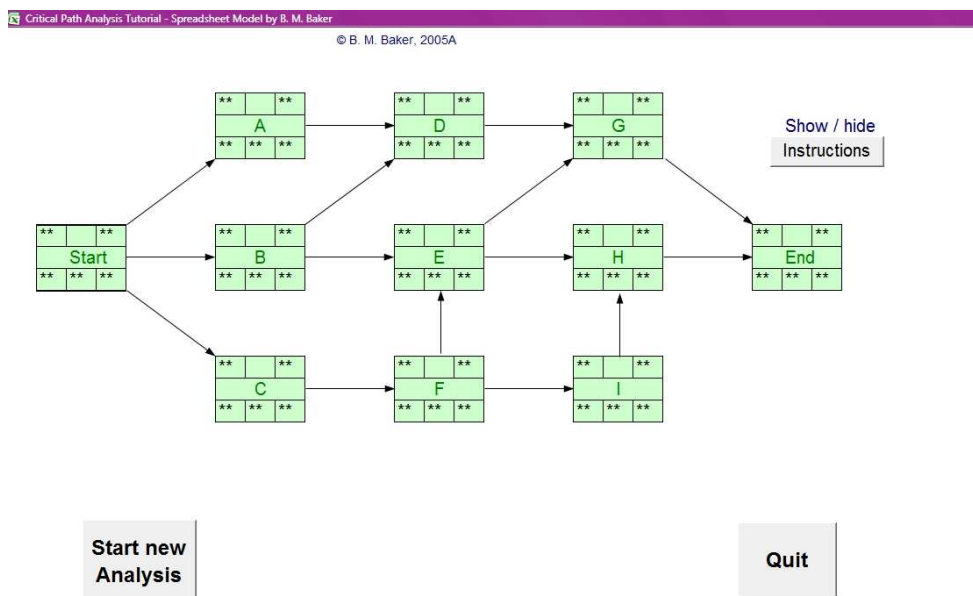 Critical Path Analysis Tutorial - Spreadsheet Model by B. M. Baker
© B. M. Baker, 2005A
** ** ** ** ** **
A D G
** ** ** ** ** ** ** ** **
Show / hide
Instructions
** ** ** ** ** ** ** ** ** **
Start B E H End
** ** ** ** ** ** ** ** ** ** ** ** ** ** **
** ** ** ** ** **
C F I
** ** ** ** ** ** ** ** **
Start new
Analysis
Quit